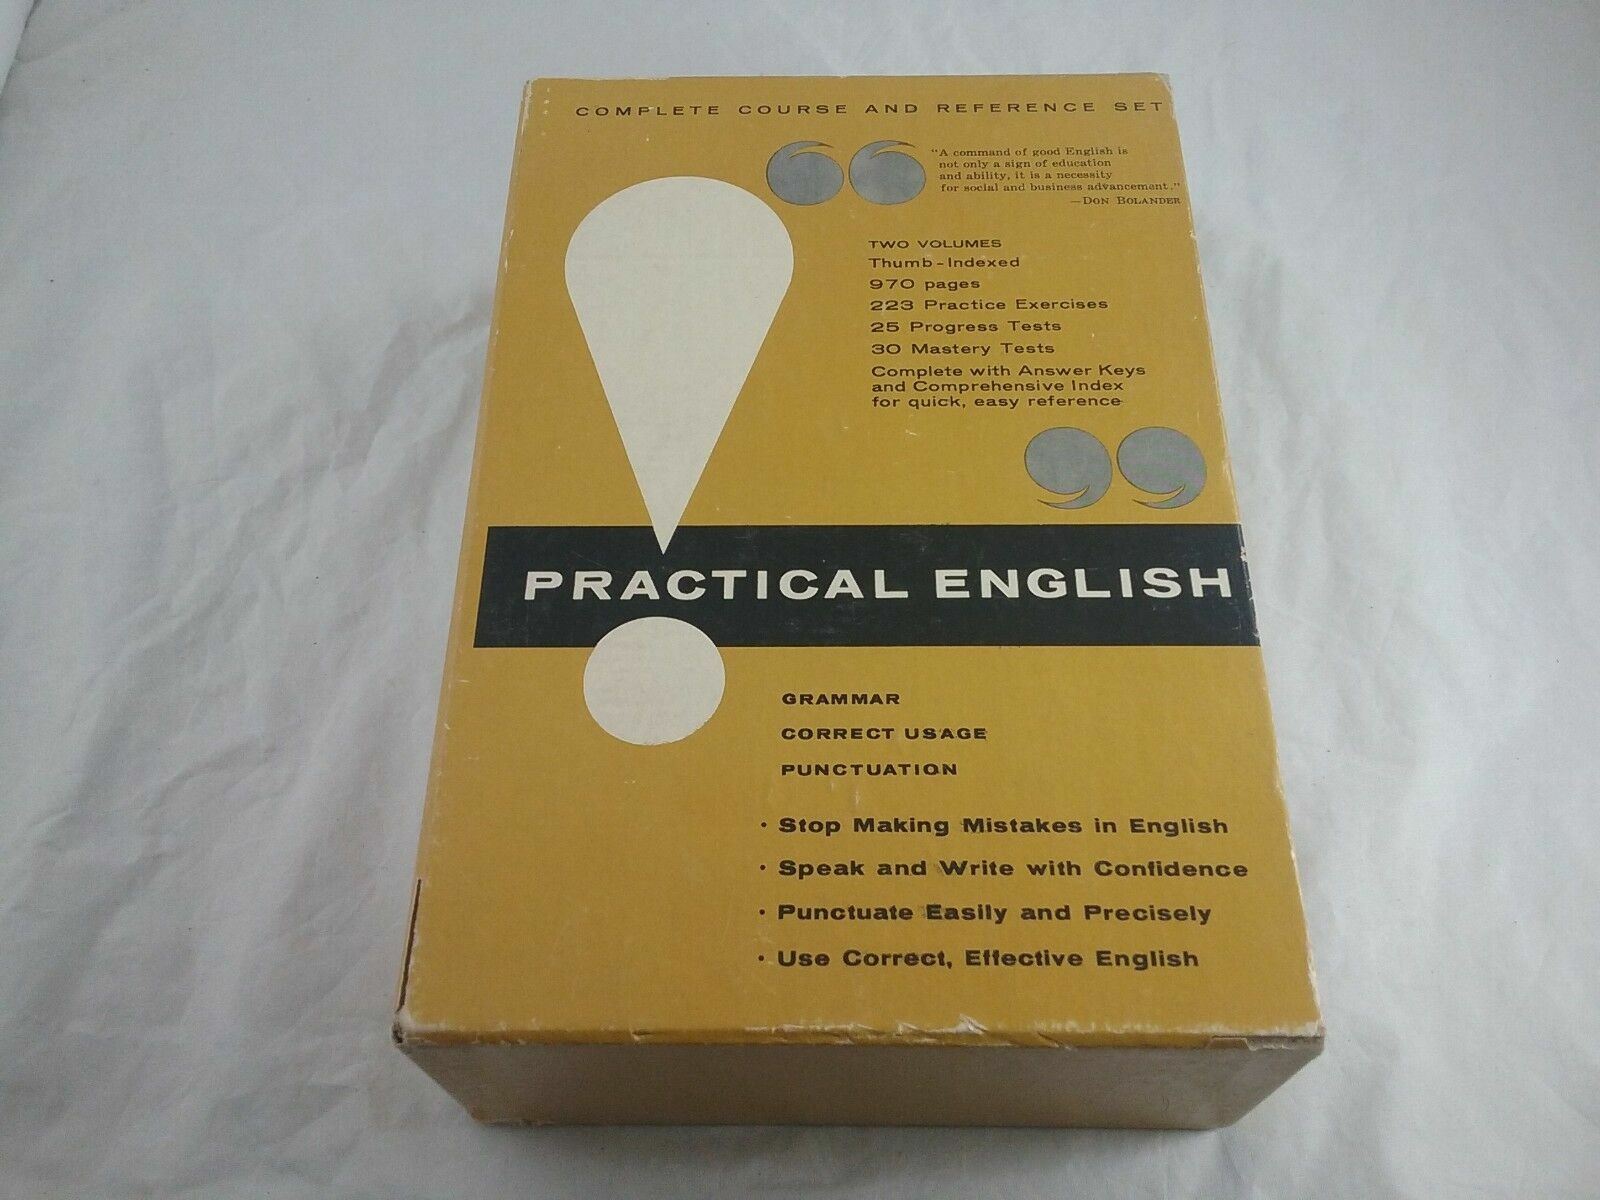 COMPLETE COURSE AND REFERENCE SET
"A command of good English is
not only a sign of education
and ability, it is a necessity
for social and business advancement."
—DON BOLANDER
TWO VOLUMES
Thumb-Indexed
970 pages
223 Practice Exercises
25 Progress Tests
30 Mastery Tests
Complete with Answer Keys
and Comprehensive Index
for quick, easy reference
PRACTICAL ENGLISH
GRAMMAR
CORRECT USAGE
PUNCTUATION
· Stop Making Mistakes in English
· Speak and Write with Confidence
· Punctuate Easily and Precisely
· Use Correct, Effective English